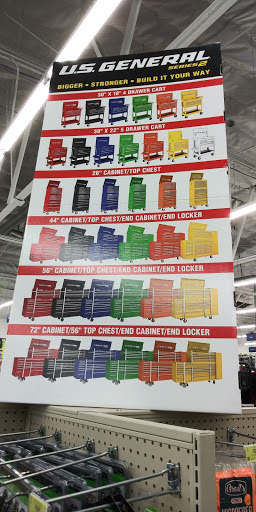 U.S. GENERAL
SERIES 2
BIGGER • STRONGER • BUILD IT YOUR WAY
30" X 16" 4 DRAWER CART
30" X 22" 5 DRAWER CART
26" CABINET/TOP CHEST
44" CABINET/TOP CHEST/END CABINET/END LOCKER
56" CABINET/TOP CHEST/END CABINET/END LOCKER
72" CABINET/56" TOP CHEST/END CABINET/END LOCKER
Grant's